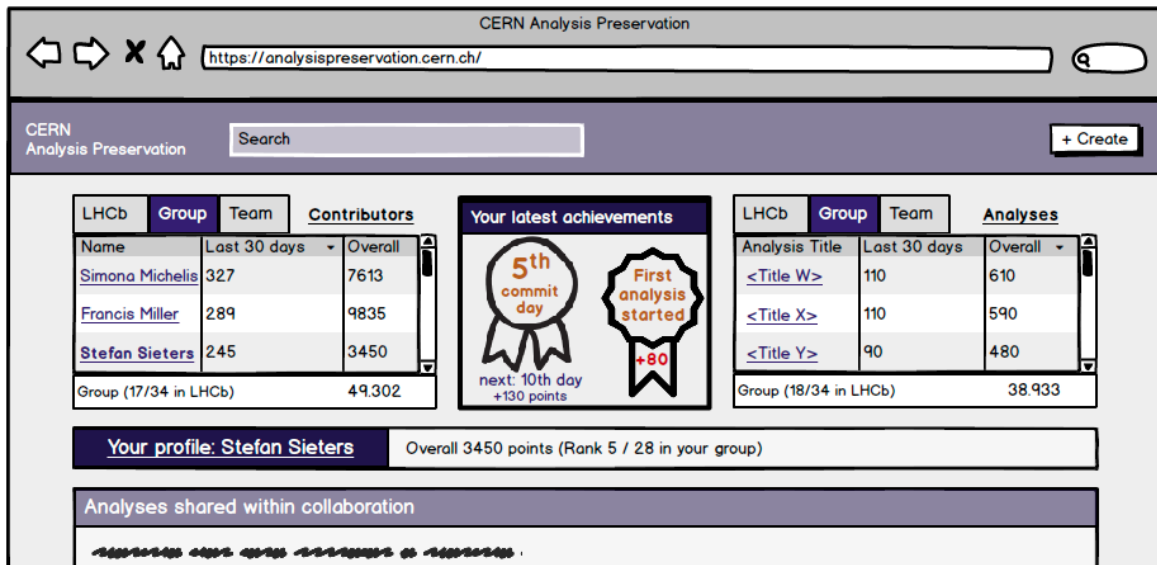 CERN Analysis Preservation
https://analysispreservation.cern.ch/
CERN
Analysis Preservation
Search
+ Create
LHCb Group Team Contributors
Name Last 30 days Overall
Simona Michelis 327 7613
Francis Miller 289 9835
Stefan Sieters 245 3450
Group (17/34 in LHCb) 49.302
Your latest achievements
5th
commit
day
next: 10th day
+130 points
First
analysis
started
+80
LHCb Group Team Analyses
Analysis Title Last 30 days Overall
<Title W> 110 610
<Title X> 110 590
<Title Y> 90 480
Group (18/34 in LHCb) 38.933
Your profile: Stefan Sieters
Overall 3450 points (Rank 5 / 28 in your group)
Analyses shared within collaboration